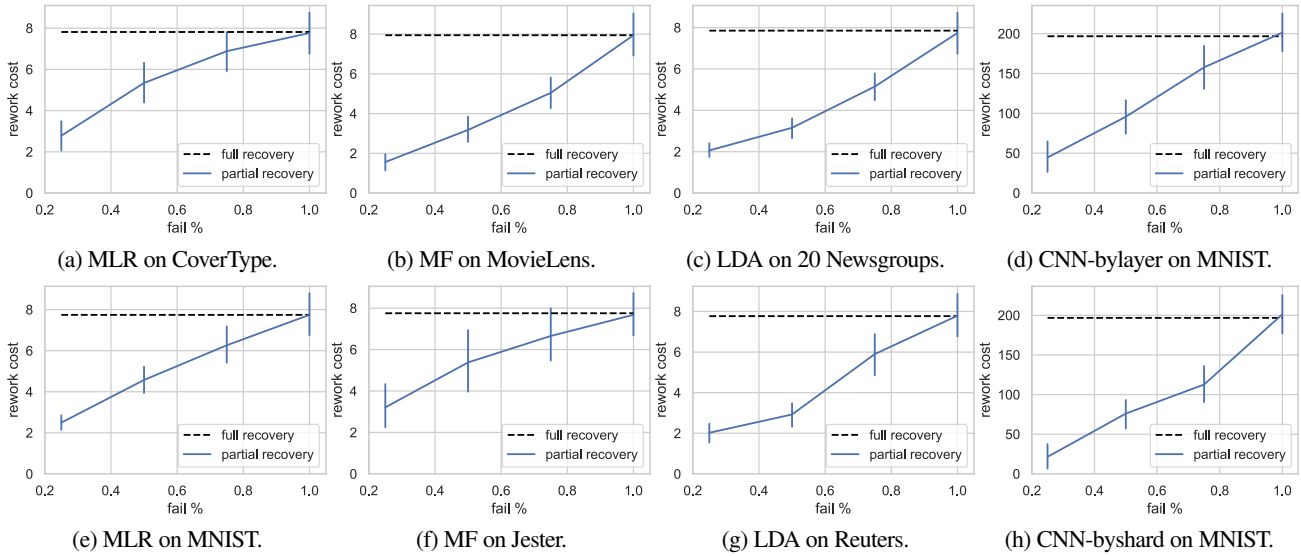 8
6
4
2
0
rework cost
full recovery
partial recovery
0.2 0.4 0.6 0.8 1.0
fail %
(a) MLR on CoverType.
8
6
4
2
0
rework cost
full recovery
partial recovery
0.2 0.4 0.6 0.8 1.0
fail %
(b) MF on MovieLens.
8
6
4
2
0
rework cost
full recovery
partial recovery
0.2 0.4 0.6 0.8 1.0
fail %
(c) LDA on 20 Newsgroups.
200
150
100
50
0
rework cost
full recovery
partial recovery
0.2 0.4 0.6 0.8 1.0
fail %
(d) CNN-bylayer on MNIST.
8
6
4
2
0
rework cost
full recovery
partial recovery
0.2 0.4 0.6 0.8 1.0
fail %
(e) MLR on MNIST.
8
6
4
2
0
rework cost
full recovery
partial recovery
0.2 0.4 0.6 0.8 1.0
fail %
(f) MF on Jester.
8
6
4
2
0
rework cost
full recovery
partial recovery
0.2 0.4 0.6 0.8 1.0
fail %
(g) LDA on Reuters.
200
150
100
50
0
rework cost
full recovery
partial recovery
0.2 0.4 0.6 0.8 1.0
fail %
(h) CNN-byshard on MNIST.